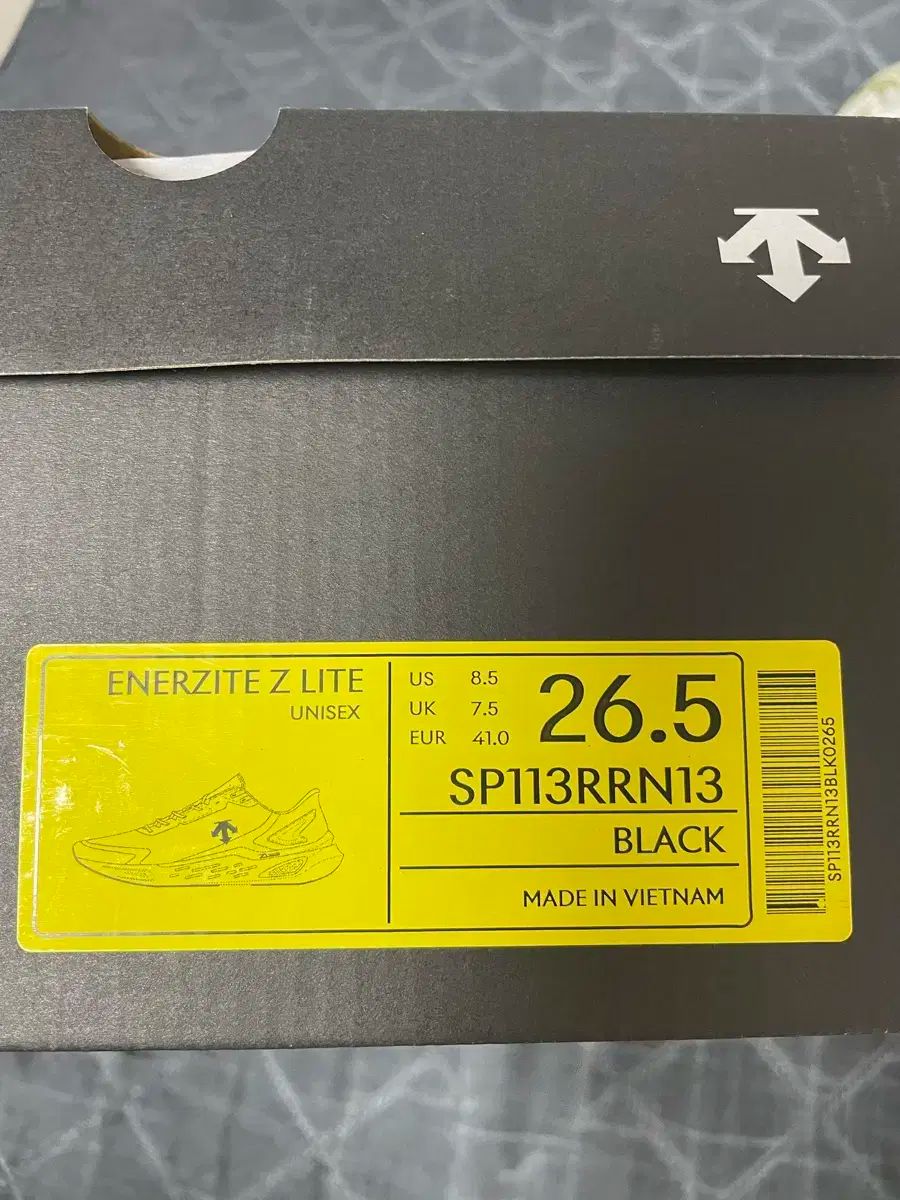 ENERZITE Z LITE
UNISEX
US 8.5
UK 7.5
EUR 41.0
26.5
SP113RRN13
BLACK
MADE IN VIETNAM
SP113RRN13BLK0265